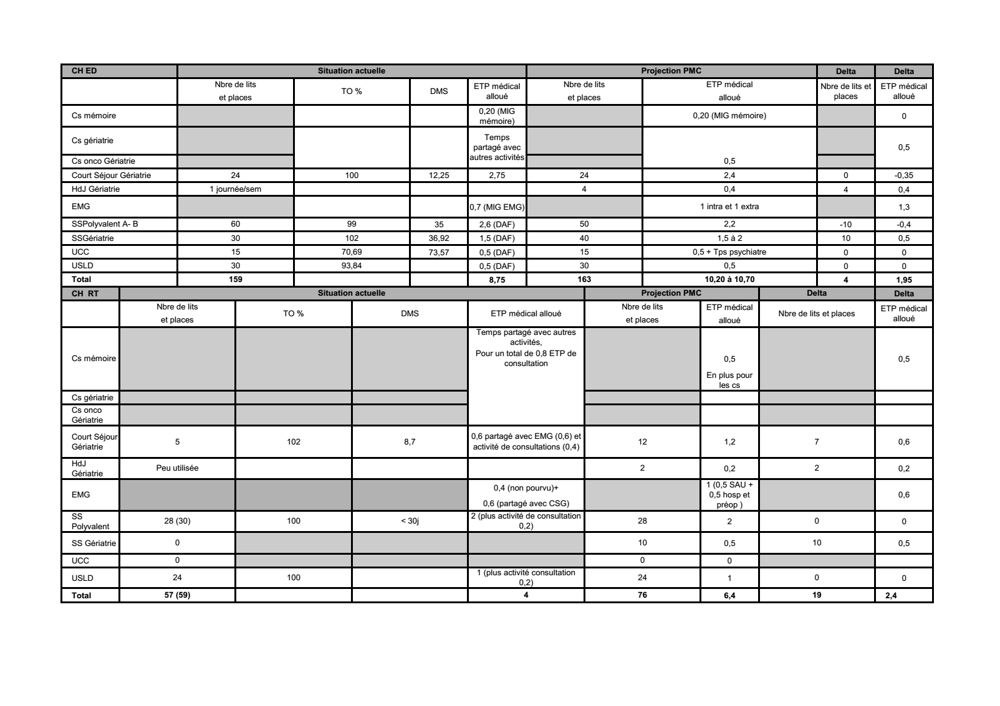 CH ED Situation actuelle Projection PMC Delta Delta
Nbre de lits et places TO % DMS ETP médical alloué Nbre de lits et places ETP médical alloué Nbre de lits et places ETP médical alloué
Cs mémoire 0,20 (MIG mémoire) 0,20 (MIG mémoire) 0
Cs gériatrie Temps partagé avec autres activités 0,5
Cs onco Gériatrie 0,5
Court Séjour Gériatrie 24 100 12,25 2,75 24 2,4 0 -0,35
HdJ Gériatrie 1 journée/sem 4 0,4 4 0,4
EMG 0,7 (MIG EMG) 1 intra et 1 extra 1,3
SSPolyvalent A- B 60 99 35 2,6 (DAF) 50 2,2 -10 -0,4
SSGériatrie 30 102 36,92 1,5 (DAF) 40 1,5 à 2 10 0,5
UCC 15 70,69 73,57 0,5 (DAF) 15 0,5 + Tps psychiatre 0 0
USLD 30 93,84 0,5 (DAF) 30 0,5 0 0
Total 159 8,75 163 10,20 à 10,70 4 1,95
CH RT Situation actuelle Projection PMC Delta Delta
Nbre de lits et places TO % DMS ETP médical alloué Nbre de lits et places ETP médical alloué Nbre de lits et places ETP médical alloué
Cs mémoire Temps partagé avec autres activités, Pour un total de 0,8 ETP de consultation 0,5 En plus pour les cs 0,5
Cs gériatrie
Cs onco Gériatrie
Court Séjour Gériatrie 5 102 8,7 0,6 partagé avec EMG (0,6) et activité de consultations (0,4) 12 1,2 7 0,6
HdJ Gériatrie Peu utilisée 2 0,2 2 0,2
EMG 0,4 (non pourvu)+ 0,6 (partagé avec CSG) 1 (0,5 SAU + 0,5 hosp et préop ) 0,6
SS Polyvalent 28 (30) 100 < 30j 2 (plus activité de consultation 0,2) 28 2 0 0
SS Gériatrie 0 10 0,5 10 0,5
UCC 0 0 0
USLD 24 100 1 (plus activité consultation 0,2) 24 1 0 0
Total 57 (59) 4 76 6,4 19 2,4